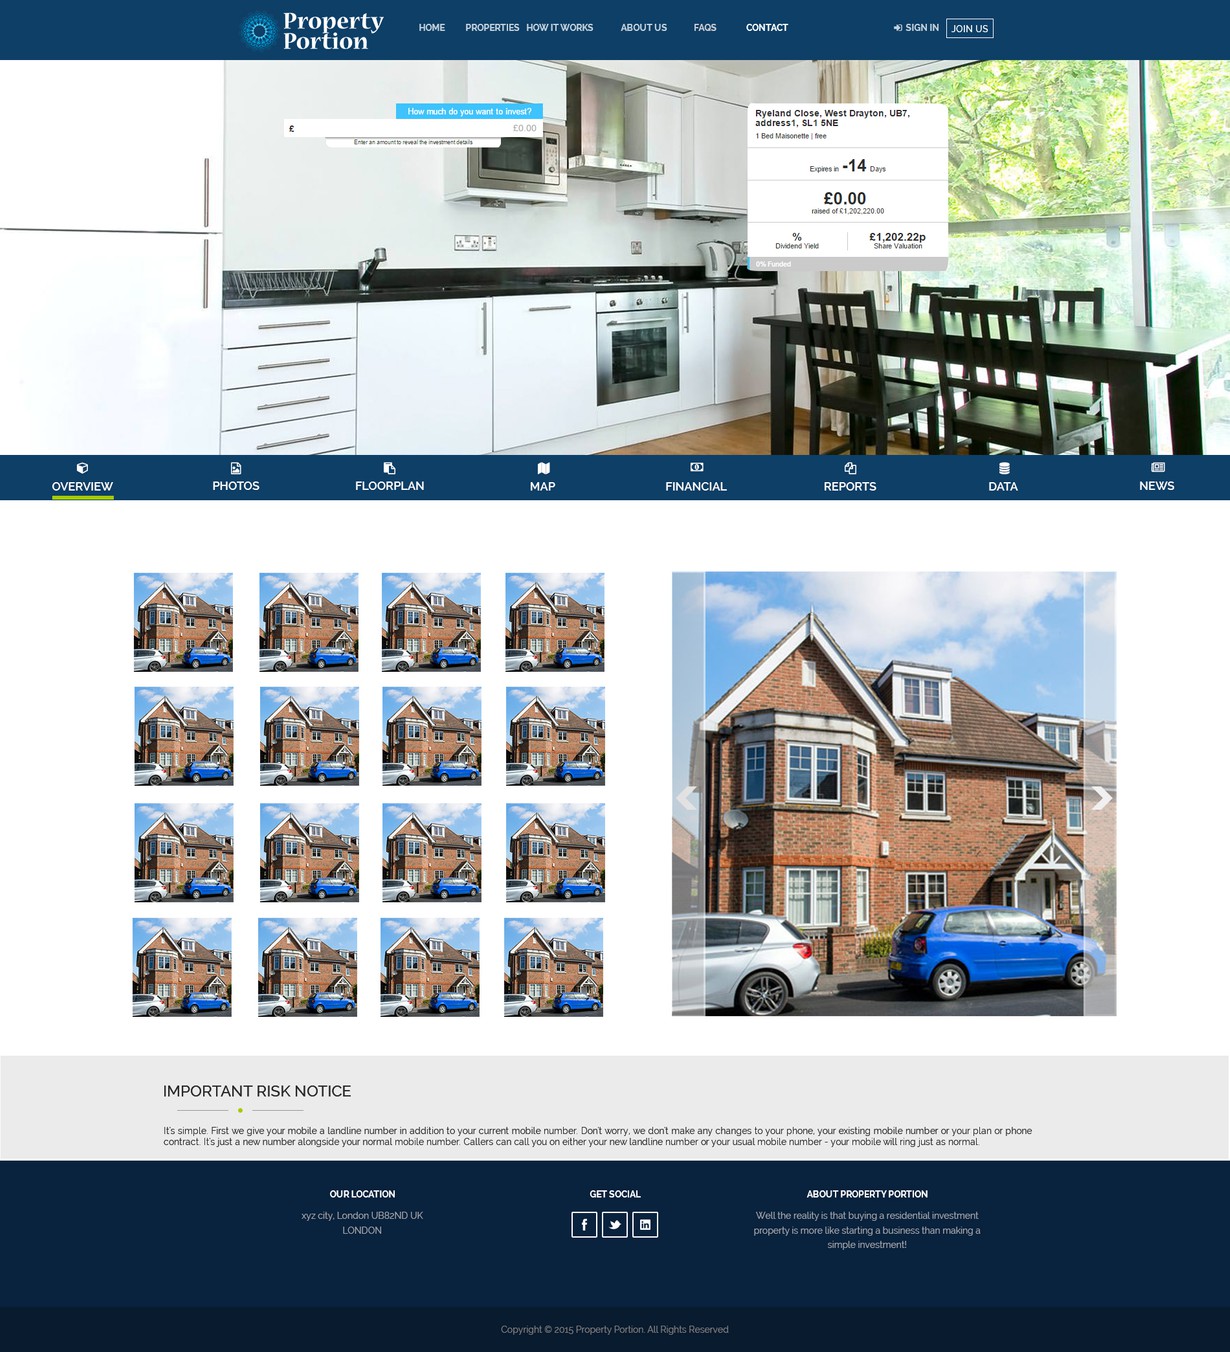 Property
Portion
HOME PROPERTIES HOW IT WORKS ABOUT US FAQS CONTACT SIGN IN JOIN US
How much do you want to invest?
£ £0.00
Enter an amount to reveal the investment details
Ryeland Close, West Drayton, UB7,
address1, SL1 5NE
1 Bed Maisonette | free
Expires in -14 Days
£0.00
raised of £1,202,220.00
% £1,202.22p
Dividend Yield Share Valuation
0% Funded
OVERVIEW PHOTOS FLOORPLAN MAP FINANCIAL REPORTS DATA NEWS
IMPORTANT RISK NOTICE
It's simple. First we give your mobile a landline number in addition to your current mobile number. Don't worry, we don't make any changes to your phone, your existing mobile number or your plan or phone
contract. It's just a new number alongside your normal mobile number. Callers can call you on either your new landline number or your usual mobile number - your mobile will ring just as normal.
OUR LOCATION GET SOCIAL ABOUT PROPERTY PORTION
xyz city, London UB82ND UK
LONDON
Well the reality is that buying a residential investment
property is more like starting a business than making a
simple investment!
Copyright © 2015 Property Portion. All Rights Reserved